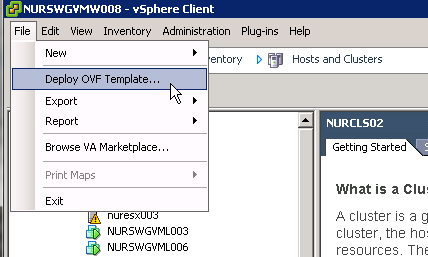 NURSWGVMW008 - vSphere Client
File Edit View Inventory Administration Plug-ins Help
New
ventory Hosts and Clusters
Deploy OVF Template...
Export
Report
Browse VA Marketplace...
Print Maps
Exit
nuresx003
NURSWGVML003
NURSWGVML006
NURCLS02
Getting Started
What is a Clus
A cluster is a g
cluster, the hos
resources. The